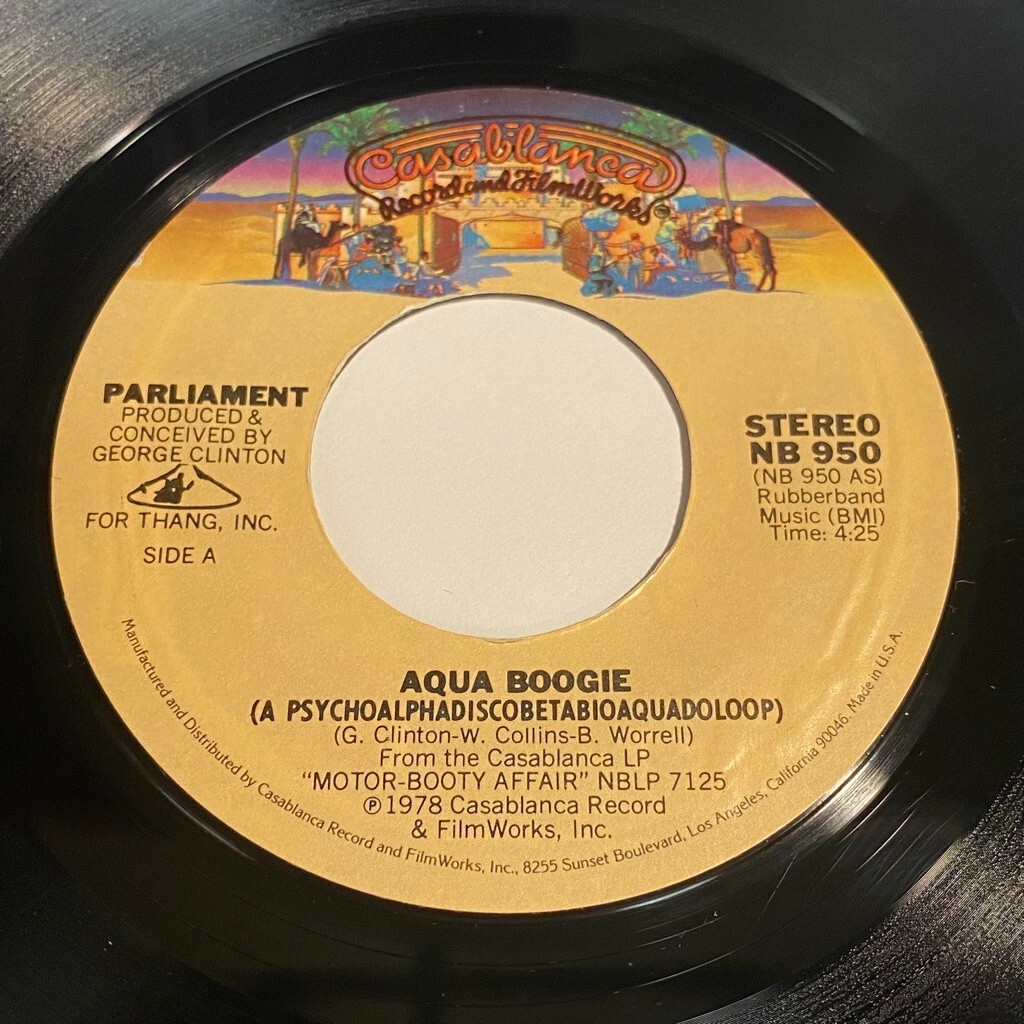 Casablanca
Record and FilmWorks
PARLIAMENT
PRODUCED &
CONCEIVED BY
GEORGE CLINTON
FOR THANG, INC.
SIDE A
STEREO
NB 950
(NB 950 AS)
Rubberband
Music (BMI)
Time: 4:25
AQUA BOOGIE
(A PSYCHOALPHADISCOBETABIOAQUADOLOOP)
(G. Clinton-W. Collins-B. Worrell)
From the Casablanca LP
"MOTOR-BOOTY AFFAIR" NBLP 7125
℗ 1978 Casablanca Record
& FilmWorks, Inc.
Manufactured and Distributed by Casablanca Record and FilmWorks, Inc., 8255 Sunset Boulevard, Los Angeles, California 90046. Made in U.S.A.